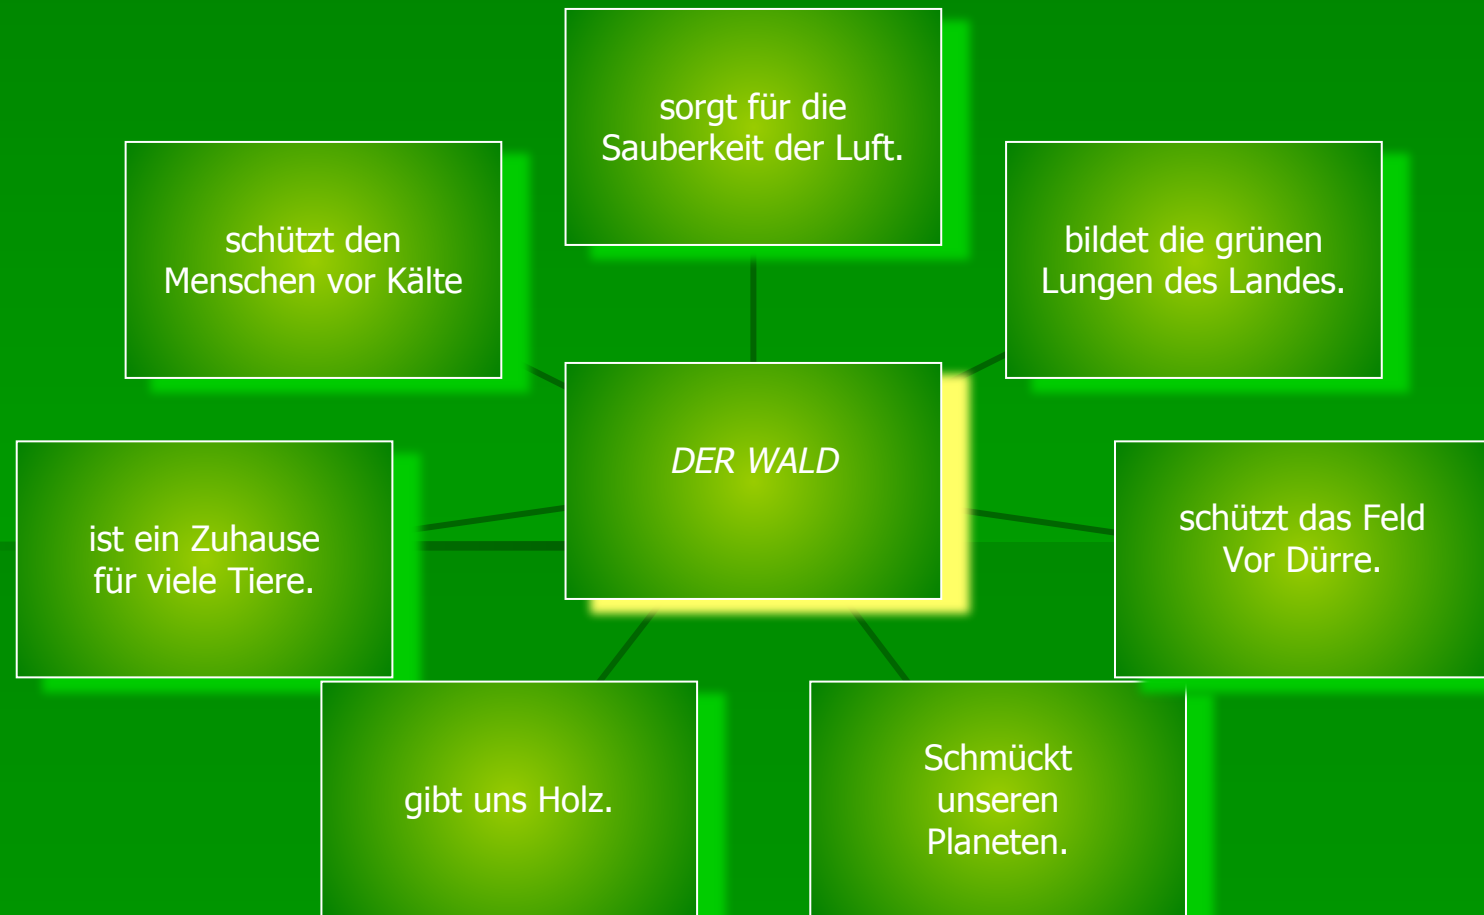 sorgt für die
Sauberkeit der Luft.
schützt den
Menschen vor Kälte
bildet die grünen
Lungen des Landes.
DER WALD
ist ein Zuhause
für viele Tiere.
schützt das Feld
Vor Dürre.
gibt uns Holz.
Schmückt
unseren
Planeten.